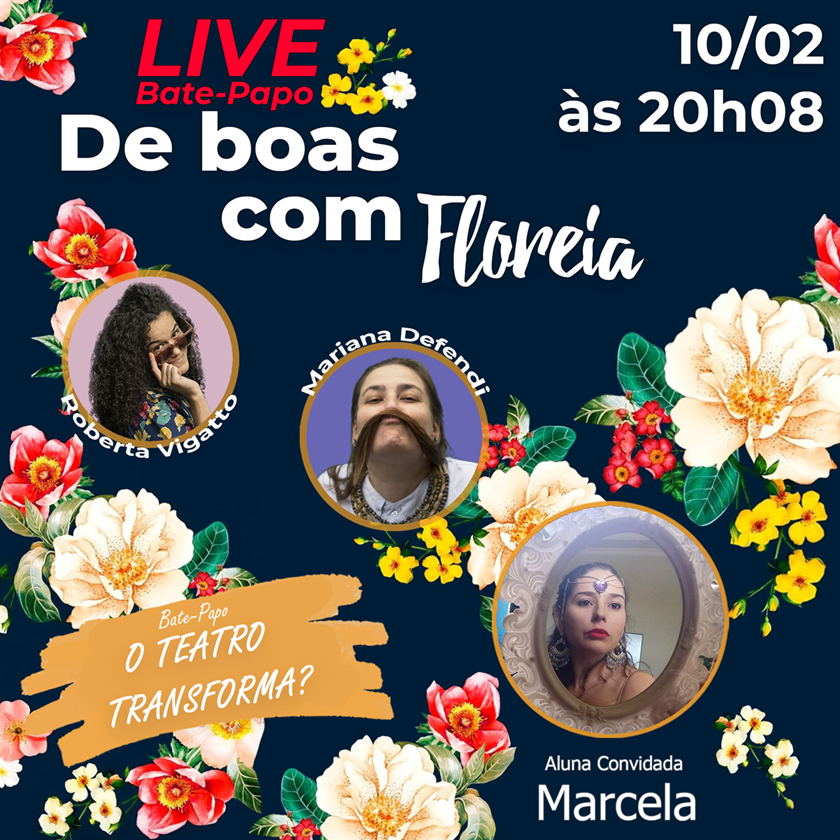 LIVE
Bate-Papo
De boas
com Floreia
10/02
às 20h08
Roberta Vigatto
Mariana Defendi
Bate-Papo
O TEATRO
TRANSFORMA?
Aluna Convidada
Marcela